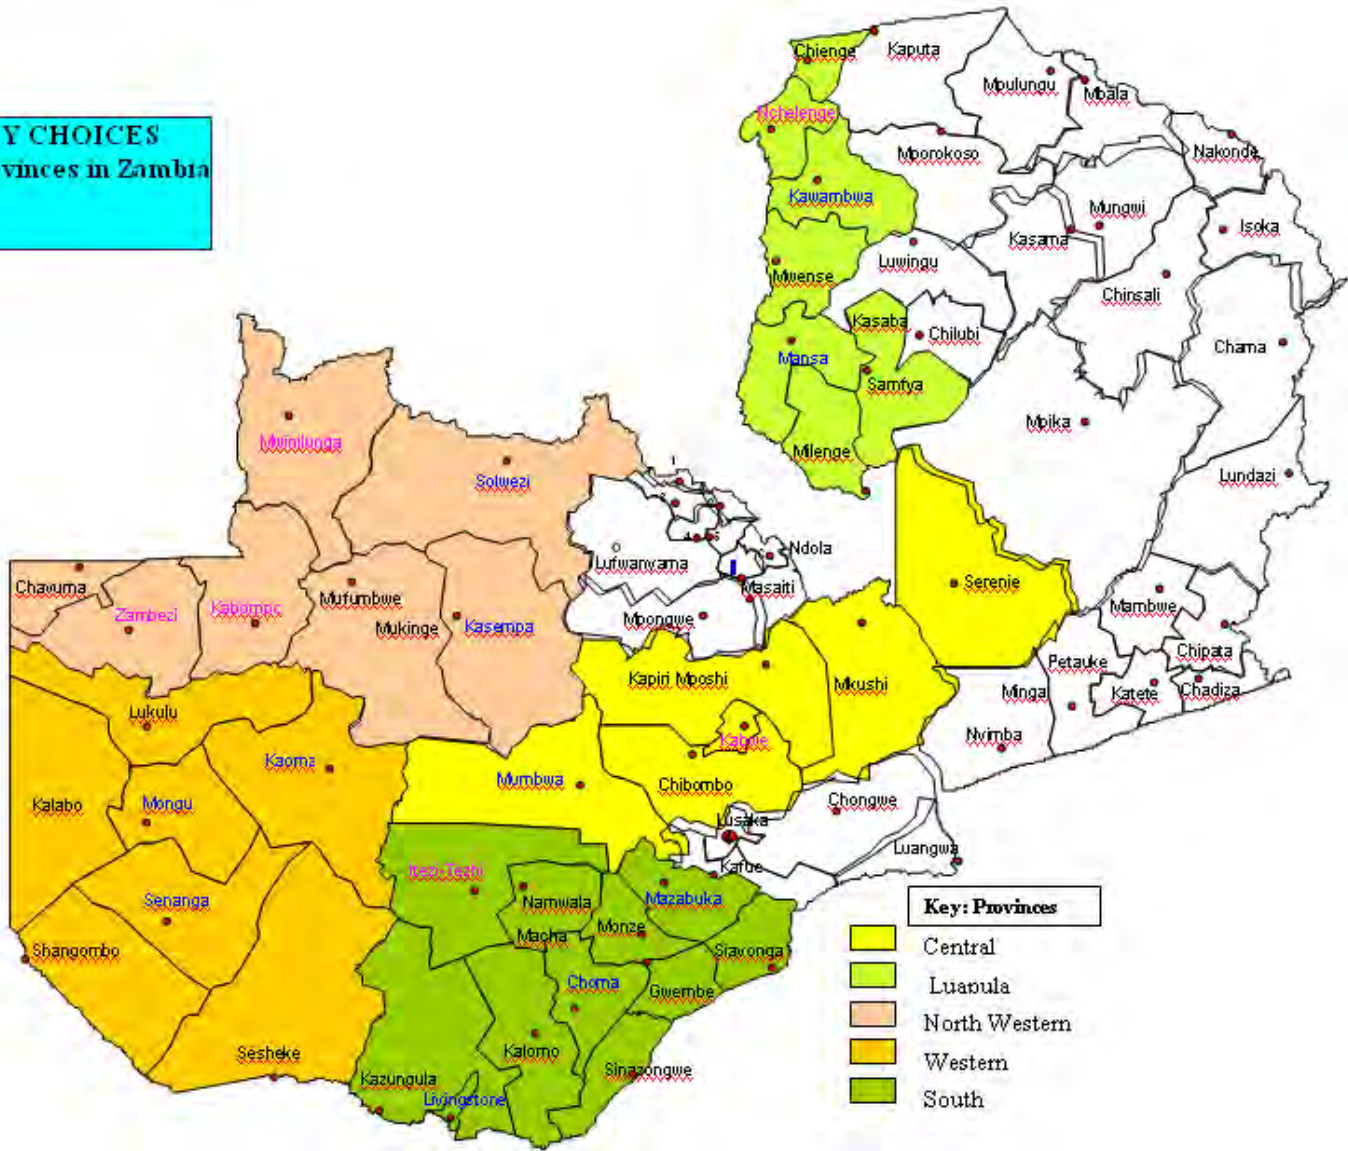 Y CHOICES
vinces in Zambia
Chienge
Kaputa
Mpulungu
Mbala
Nchelenge
Nakonde
Mporokoso
Kawambwa
Mungwi
Kasama
Isoka
Luwingu
Mwense
Chinsali
Kasaba
Chilubi
Mansa
Chama
Samfya
Mpika
Mwinilunga
Milenge
Solwezi
Lundazi
1
Ndola
Lufwanyama
Serenje
Chavuma
Masaiti
Mufumbwe
Mambwe
Zambezi
Kabompc
Mukinge
Kasempa
Mpongwe
Chipata
Petauke
Kapiri Mposhi
Mkushi
Minga
Katete
Chadiza
Lukulu
Kabwe
Nyimba
Kaoma
Mumbwa
Chibombo
Kalabo
Mongu
Chongwe
Lusaka
Luangwa
Kafue
Itezi-Tezhi
Senanga
Namwala
Mazabuka
Key: Provinces
Monze
Macha
Shangombo
Siavonga
Central
Choma
Gwembe
Luapula
North Western
Kalomo
Sesheke
Sinazongwe
Western
Kazungula
Livingstone
South